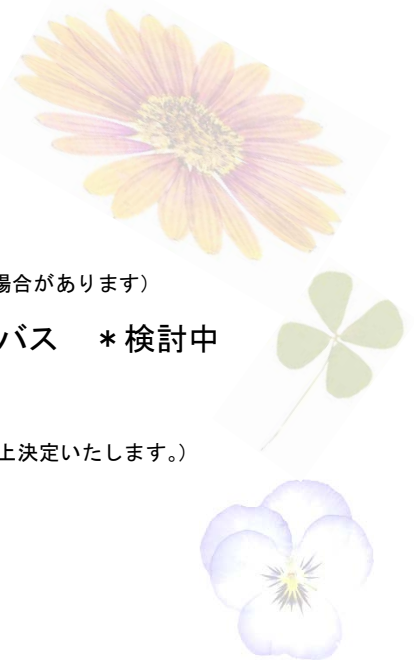 場合があります）
バス　＊検討中
上決定いたします。）